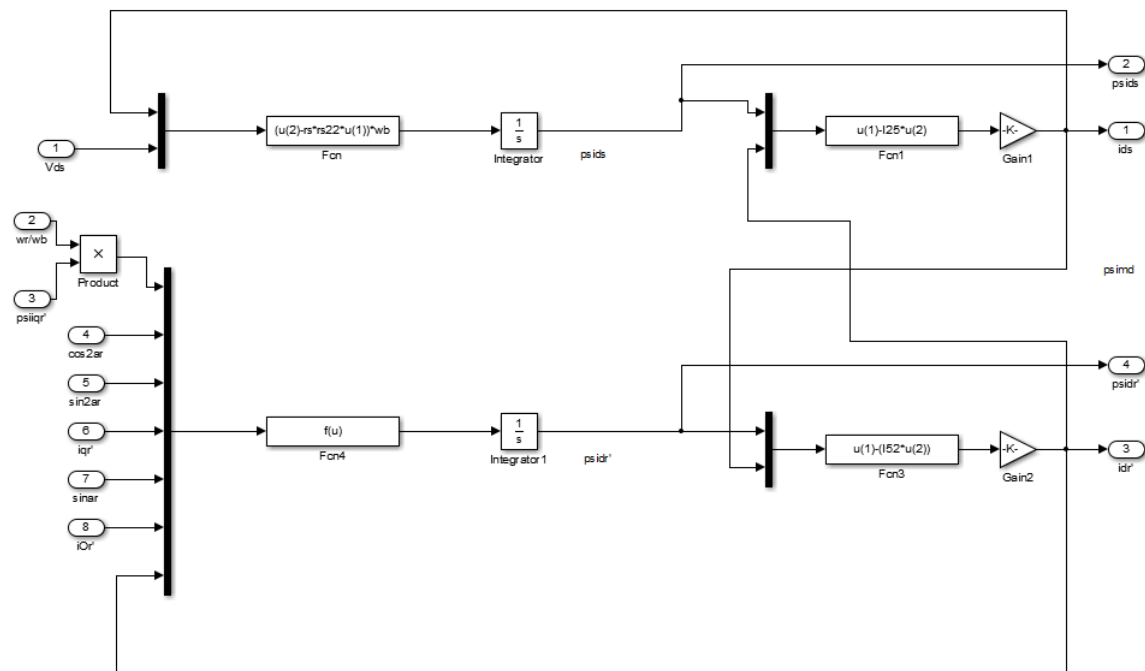 2
psids
(u(2)-rs*rs22*u(1))*wb
Fcn
1
s
Integrator
psids
u(1)-l25*u(2)
Fcn1
-K-
Gain1
1
ids
1
Vds
2
wr/wb
×
Product
3
psiiqr'
psimd
4
cos2ar
4
psidr'
5
sin2ar
6
iqr'
f(u)
Fcn4
1
s
Integrator1
psidr'
u(1)-(l52*u(2))
Fcn3
-K-
Gain2
3
idr'
7
sinar
8
iOr'